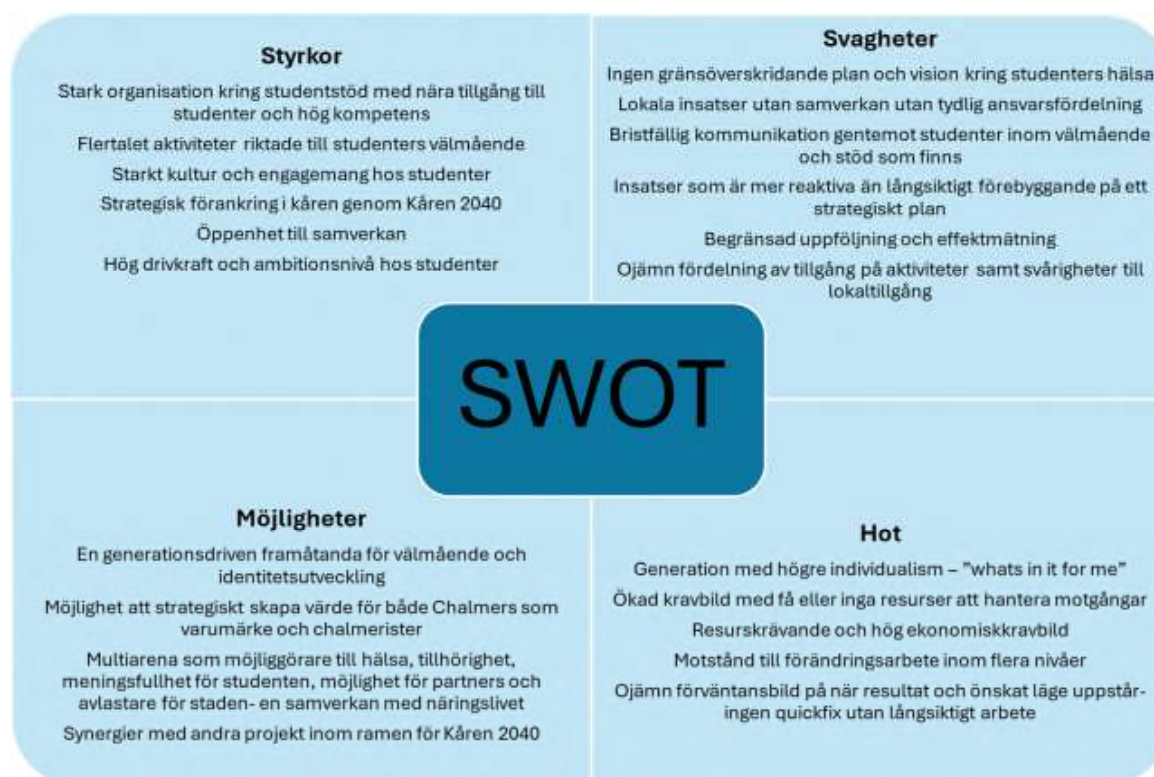 Styrkor
Stark organisation kring studentstöd med nära tillgång till
studenter och hög kompetens
Flertalet aktiviteter riktade till studenters välmående
Starkt kultur och engagemang hos studenter
Strategisk förankring i kåren genom Kåren 2040
Öppenhet till samverkan
Hög drivkraft och ambitionsnivå hos studenter
Svagheter
Ingen gränsöverskridande plan och vision kring studenters hälsa
Lokala insatser utan samverkan utan tydlig ansvarsfördelning
Bristfällig kommunikation gentemot studenter inom välmående
och stöd som finns
Insatser som är mer reaktiva än långsiktigt förebyggande på ett
strategiskt plan
Begränsad uppföljning och effektmätning
Ojämn fördelning av tillgång på aktiviteter samt svårigheter till
lokaltillgång
SWOT
Möjligheter
En generationsdriven framåtanda för välmående och
identitetsutveckling
Möjlighet att strategiskt skapa värde för både Chalmers som
varumärke och chalmerister
Multiarena som möjliggörare till hälsa, tillhörighet,
meningsfullhet för studenten, möjlighet för partners och
avlastare för staden- en samverkan med näringslivet
Synergier med andra projekt inom ramen för Kåren 2040
Hot
Generation med högre individualism – ”whats in it for me”
Ökad kravbild med få eller inga resurser att hantera motgångar
Resurskrävande och hög ekonomiskkravbild
Motstånd till förändringsarbete inom flera nivåer
Ojämn förväntansbild på när resultat och önskat läge uppstår-
ingen quickfix utan långsiktigt arbete